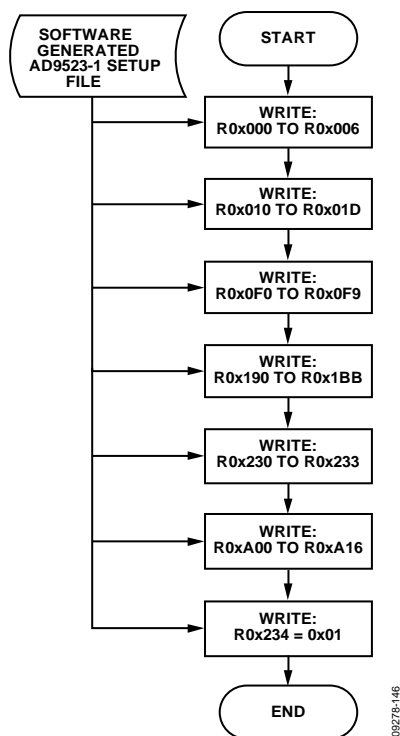 SOFTWARE
GENERATED
AD9523-1 SETUP
FILE
START
WRITE:
R0x000 TO R0x006
WRITE:
R0x010 TO R0x01D
WRITE:
R0x0F0 TO R0x0F9
WRITE:
R0x190 TO R0x1BB
WRITE:
R0x230 TO R0x233
WRITE:
R0xA00 TO R0xA16
WRITE:
R0x234 = 0x01
END
09278-146